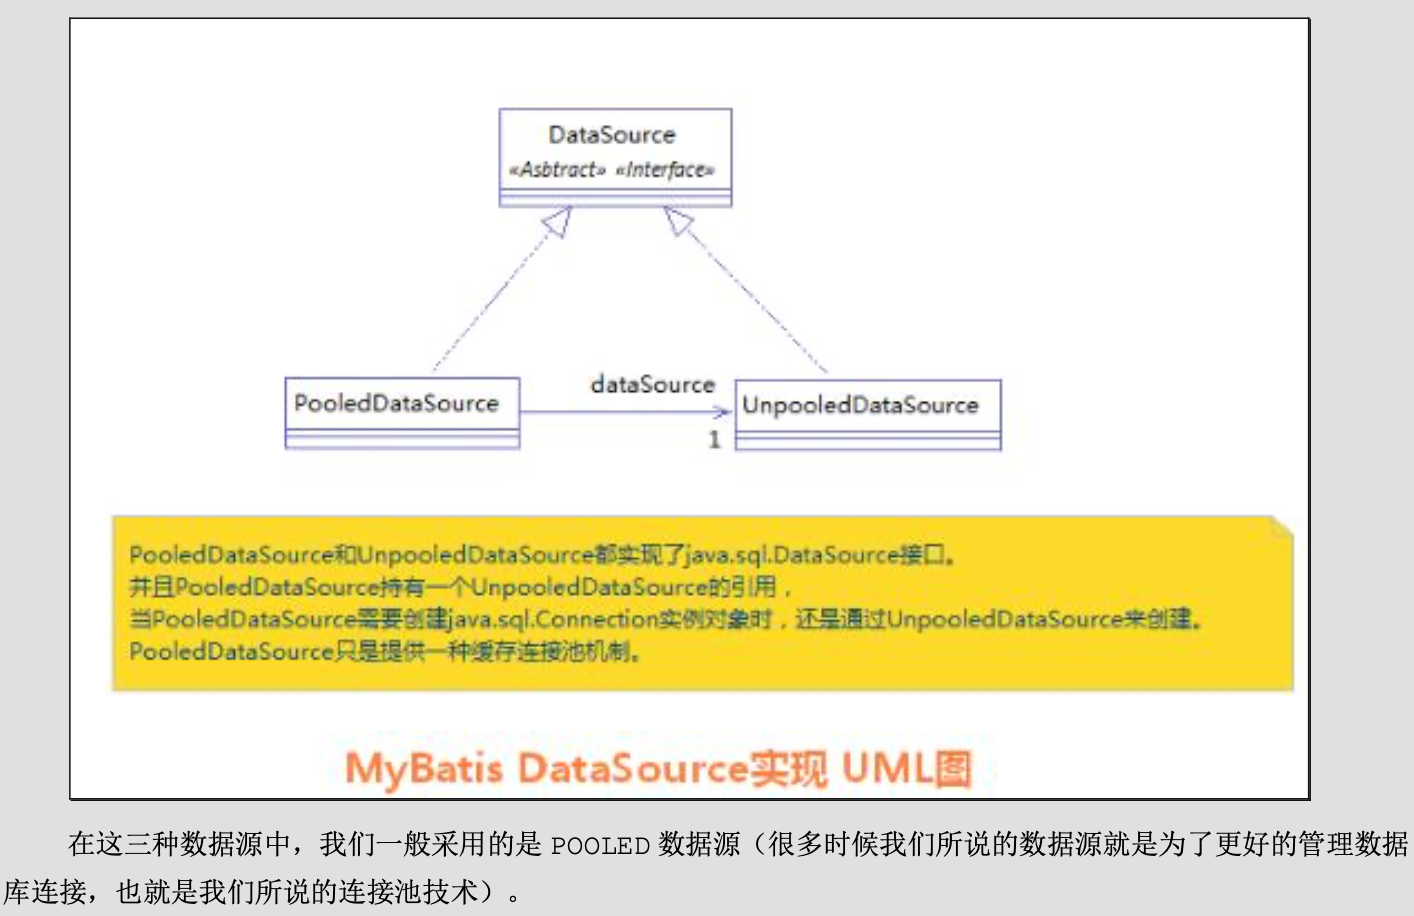 DataSource
«Asbtract» «Interface»
PooledDataSource
dataSource
1
UnpooledDataSource
PooledDataSource和UnpooledDataSource都实现了java.sql.DataSource接口。
并且PooledDataSource持有一个UnpooledDataSource的引用，
当PooledDataSource需要创建java.sql.Connection实例对象时，还是通过UnpooledDataSource来创建。
PooledDataSource只是提供一种缓存连接池机制。
MyBatis DataSource实现 UML图
在这三种数据源中，我们一般采用的是 POOLED 数据源（很多时候我们所说的数据源就是为了更好的管理数据
库连接，也就是我们所说的连接池技术）。